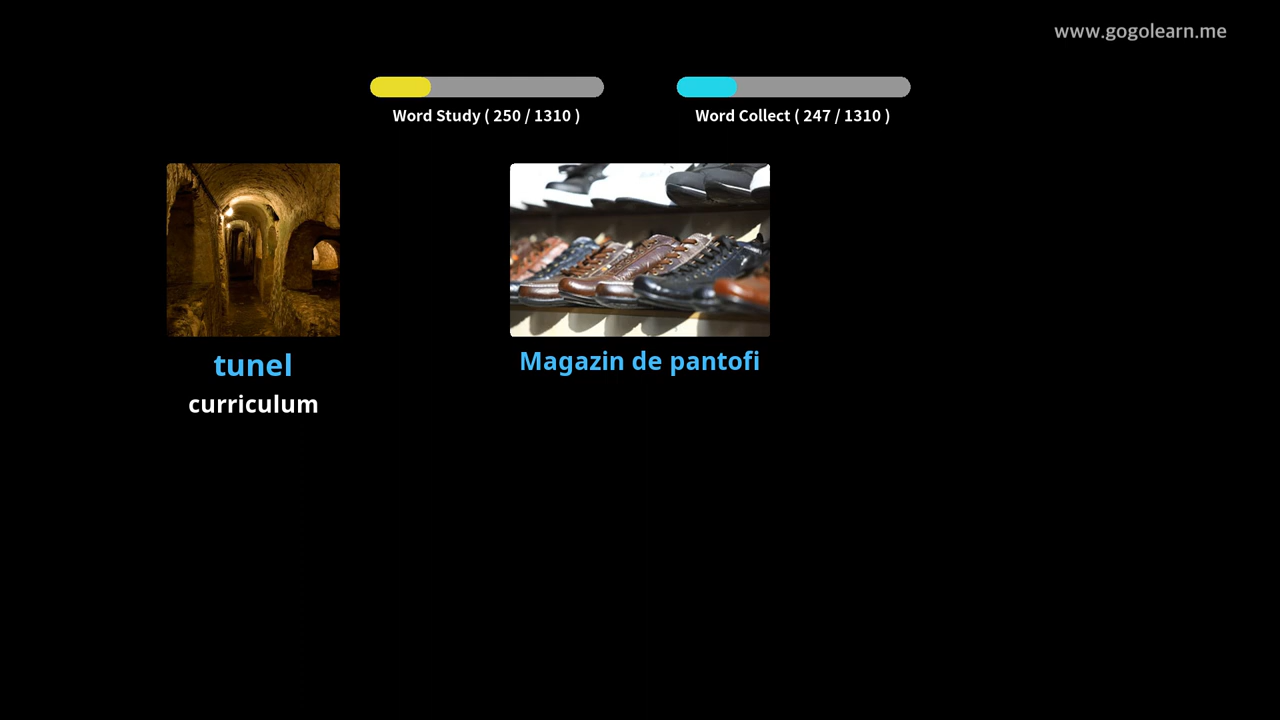 www.gogolearn.me
Word Study ( 250 / 1310 )
Word Collect ( 247 / 1310 )
tunel
curriculum
Magazin de pantofi